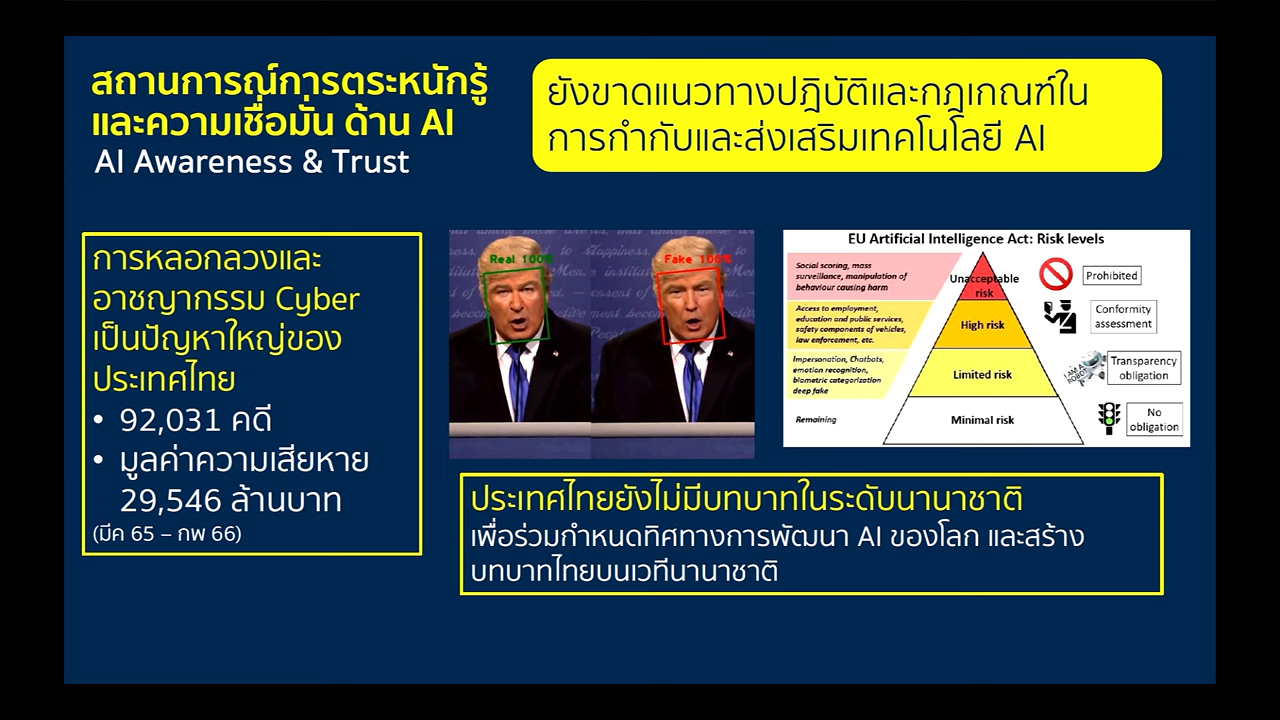 สถานการณ์การตระหนักรู้
และความเชื่อมั่น ด้าน AI
AI Awareness & Trust
ยังขาดแนวทางปฎิบัติและกฎเกณฑ์ใน
การกำกับและส่งเสริมเทคโนโลยี AI
การหลอกลวงและ
อาชญากรรม Cyber
เป็นปัญหาใหญ่ของ
ประเทศไทย
• 92,031 คดี
• มูลค่าความเสียหาย
29,546 ล้านบาท
(มีค 65 – กพ 66)
Real 100%
Fake 100%
EU Artificial Intelligence Act: Risk levels
Social scoring, mass
surveillance, manipulation of
behaviour causing harm
Unacceptable
risk
Prohibited
Access to employment,
education and public services,
safety components of vehicles,
law enforcement, etc.
High risk
Conformity
assessment
Impersonation, Chatbots,
emotion recognition,
biometric categorization
deep fake
Limited risk
I AM A
ROBOT
Transparency
obligation
Remaining
Minimal risk
No
obligation
ประเทศไทยยังไม่มีบทบาทในระดับนานาชาติ
เพื่อร่วมกำหนดทิศทางการพัฒนา AI ของโลก และสร้าง
บทบาทไทยบนเวทีนานาชาติ